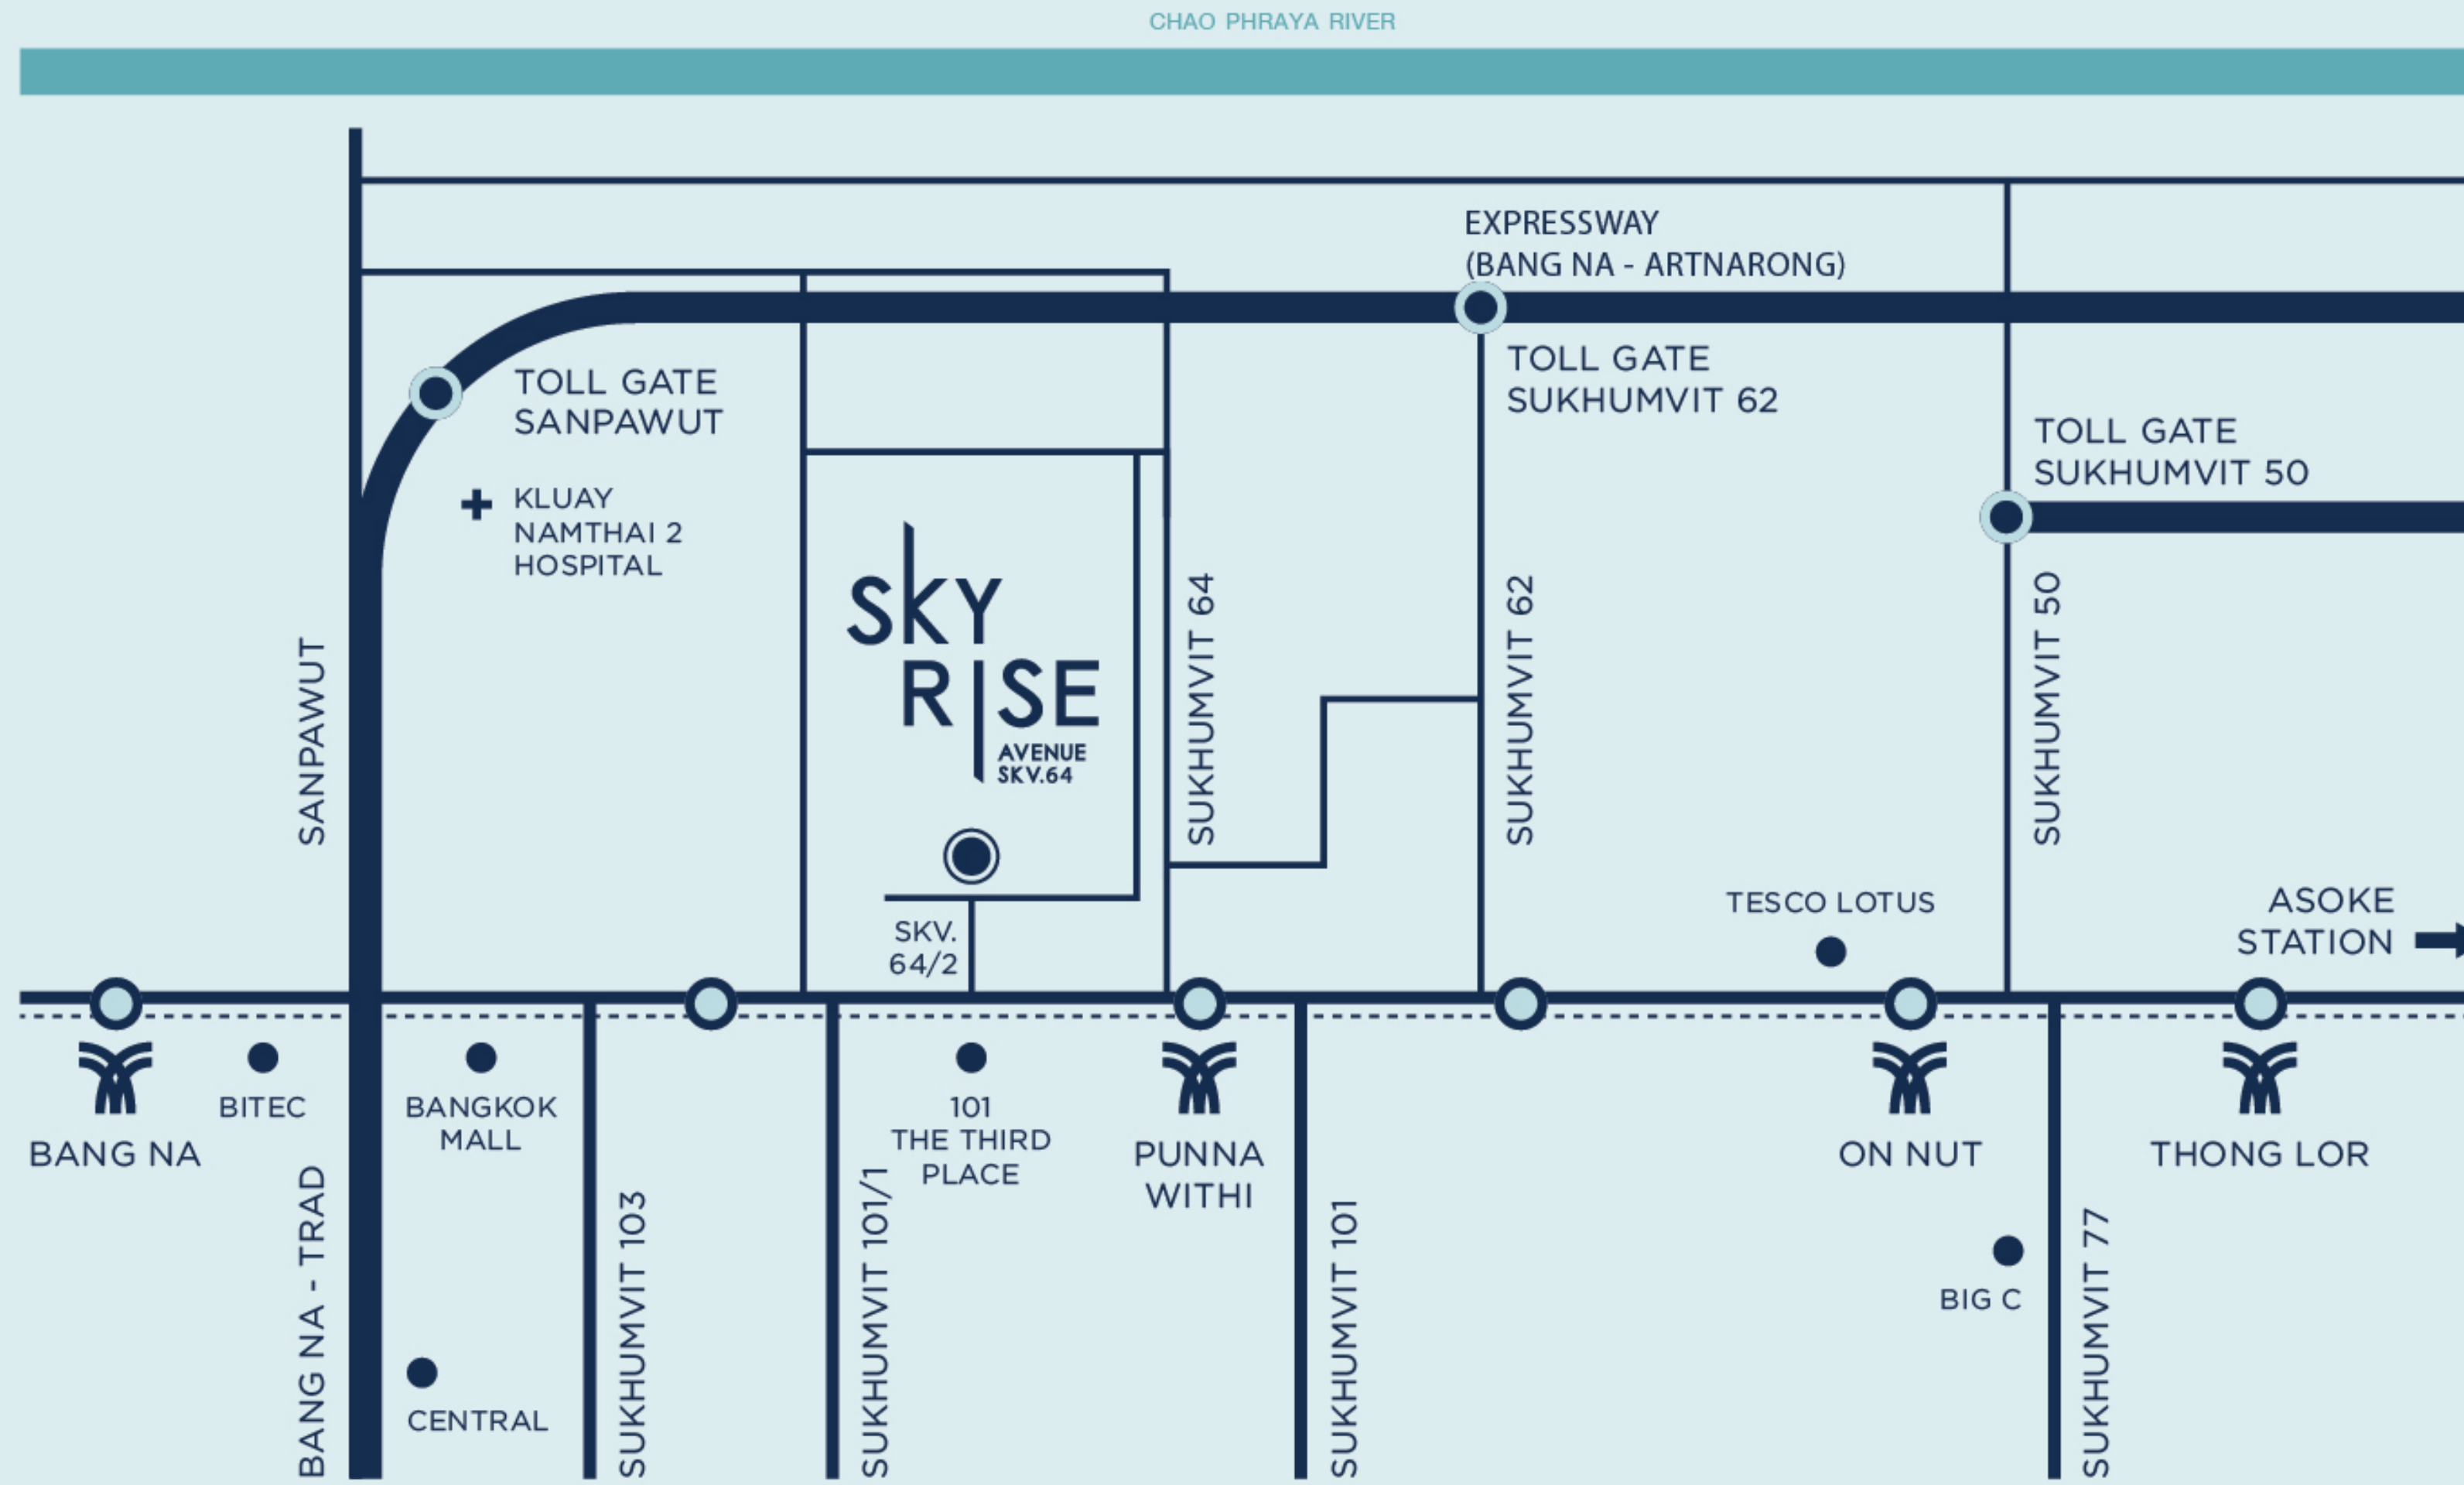 CHAO PHRAYA RIVER
EXPRESSWAY
(BANG NA - ARTNARONG)
TOLL GATE
SUKHUMVIT 62
TOLL GATE
SANPAWUT
TOLL GATE
SUKHUMVIT 50
KLUAY
NAMTHAI 2
HOSPITAL
SKY
RISE
AVENUE
SKV.64
SANPAWUT
SUKHUMVIT 64
SUKHUMVIT 62
SUKHUMVIT 50
SKV.
64/2
TESCO LOTUS
ASOKE
STATION
BANG NA
BITEC
BANGKOK
MALL
101
THE THIRD
PLACE
PUNNA
WITHI
ON NUT
THONG LOR
BANG NA - TRAD
SUKHUMVIT 103
SUKHUMVIT 101/1
SUKHUMVIT 101
BIG C
SUKHUMVIT 77
CENTRAL